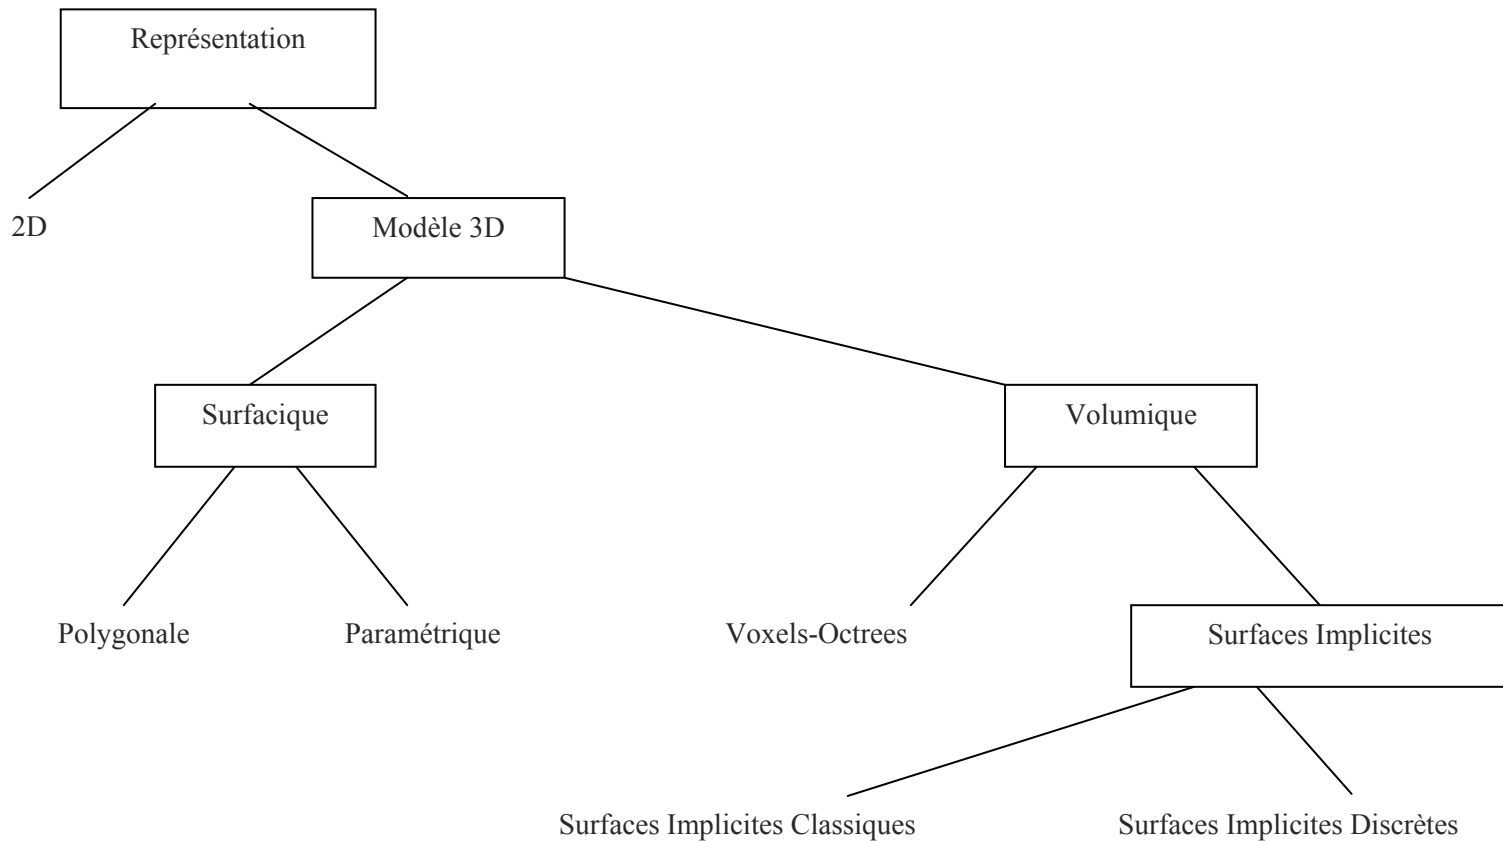 Représentation
2D
Modèle 3D
Surfacique
Volumique
Polygonale
Paramétrique
Voxels-Octrees
Surfaces Implicites
Surfaces Implicites Classiques
Surfaces Implicites Discrètes